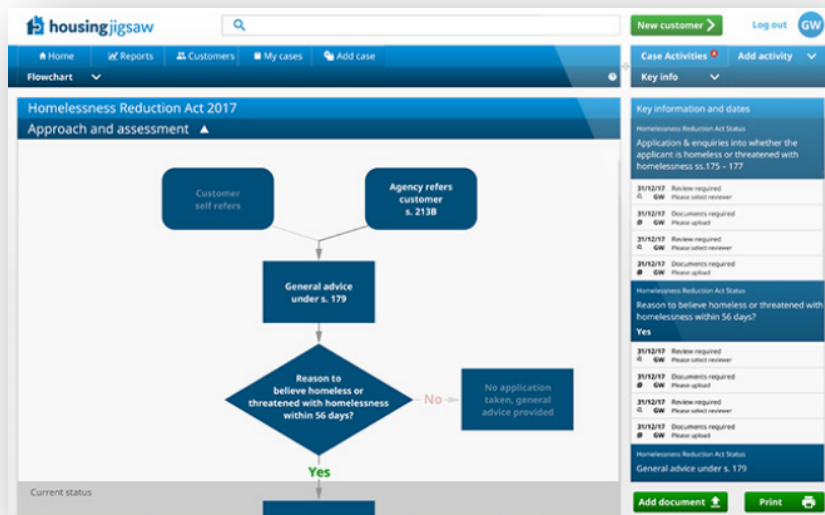 housingjigsaw
New customer
Log out
GW
Home
Reports
Customers
My cases
Add case
Case Activities
Add activity
Flowchart
Key info
Homelessness Reduction Act 2017
Approach and assessment
Customer
self refers
Agency refers
customer
s. 213B
General advice
under s. 179
Reason to
believe homeless or
threatened with homelessness
within 56 days?
No
No application
taken, general
advice provided
Yes
Current status
Key information and dates
Homelessness Reduction Act Status
Application & enquiries into whether the
applicant is homeless or threatened with
homelessness ss.175 – 177
31/12/17 Review required
GW Please select reviewer
31/12/17 Documents required
GW Please upload
31/12/17 Review required
GW Please select reviewer
31/12/17 Documents required
GW Please upload
Homelessness Reduction Act Status
Reason to believe homeless or threatened with
homelessness within 56 days?
Yes
31/12/17 Review required
GW Please select reviewer
31/12/17 Documents required
GW Please upload
31/12/17 Review required
GW Please select reviewer
31/12/17 Documents required
GW Please upload
Homelessness Reduction Act Status
General advice under s. 179
Add document
Print